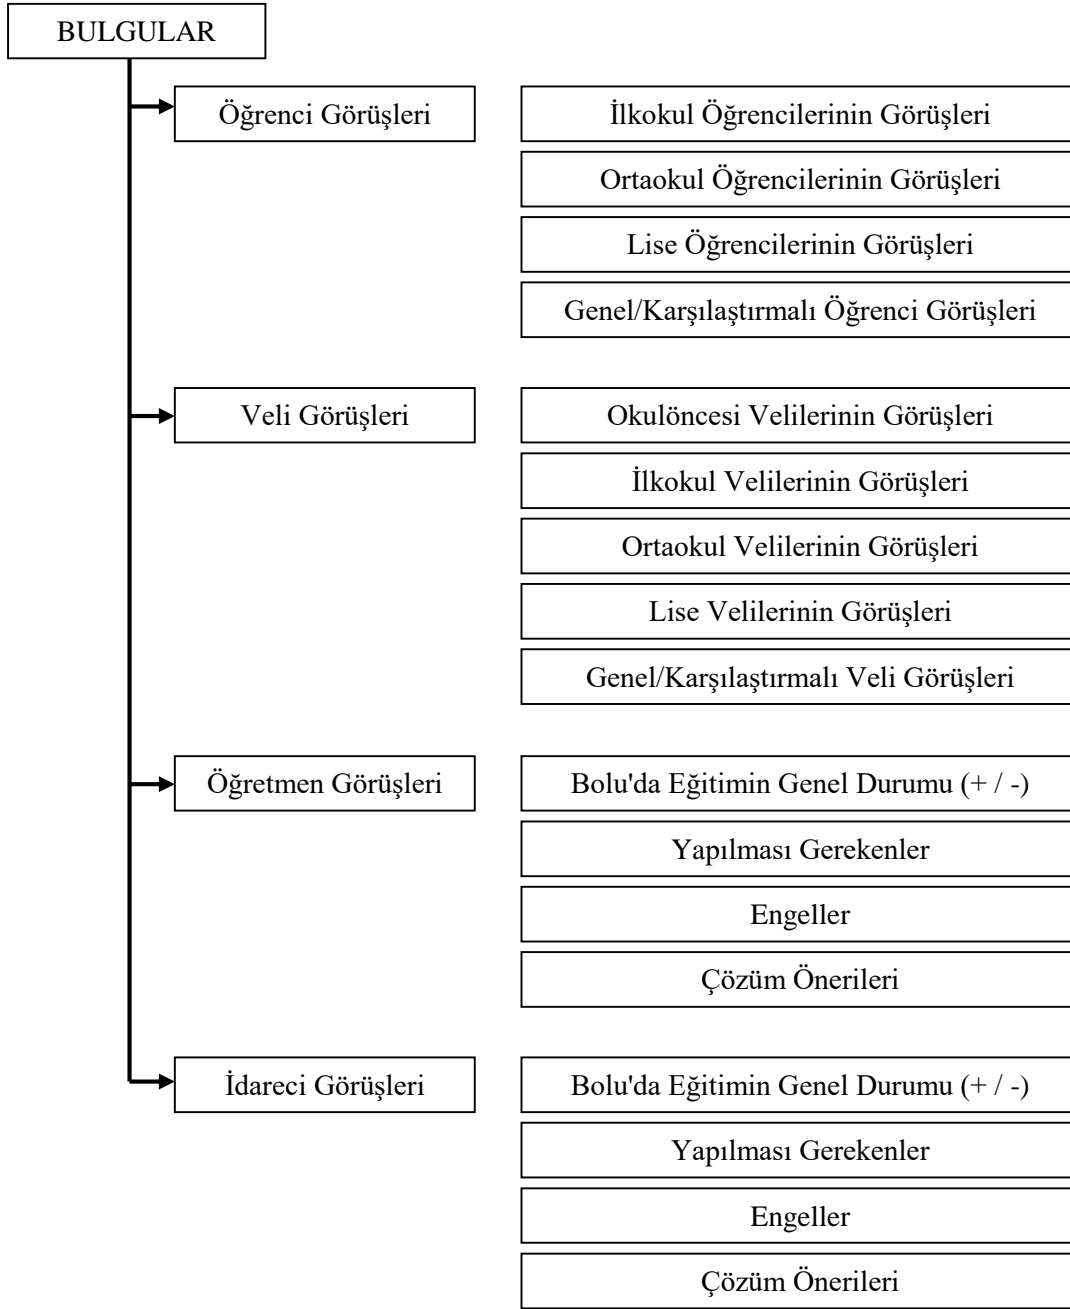 BULGULAR
Öğrenci Görüşleri
İlkokul Öğrencilerinin Görüşleri
Ortaokul Öğrencilerinin Görüşleri
Lise Öğrencilerinin Görüşleri
Genel/Karşılaştırmalı Öğrenci Görüşleri
Veli Görüşleri
Okulöncesi Velilerinin Görüşleri
İlkokul Velilerinin Görüşleri
Ortaokul Velilerinin Görüşleri
Lise Velilerinin Görüşleri
Genel/Karşılaştırmalı Veli Görüşleri
Öğretmen Görüşleri
Bolu'da Eğitimin Genel Durumu (+ / -)
Yapılması Gerekenler
Engeller
Çözüm Önerileri
İdareci Görüşleri
Bolu'da Eğitimin Genel Durumu (+ / -)
Yapılması Gerekenler
Engeller
Çözüm Önerileri